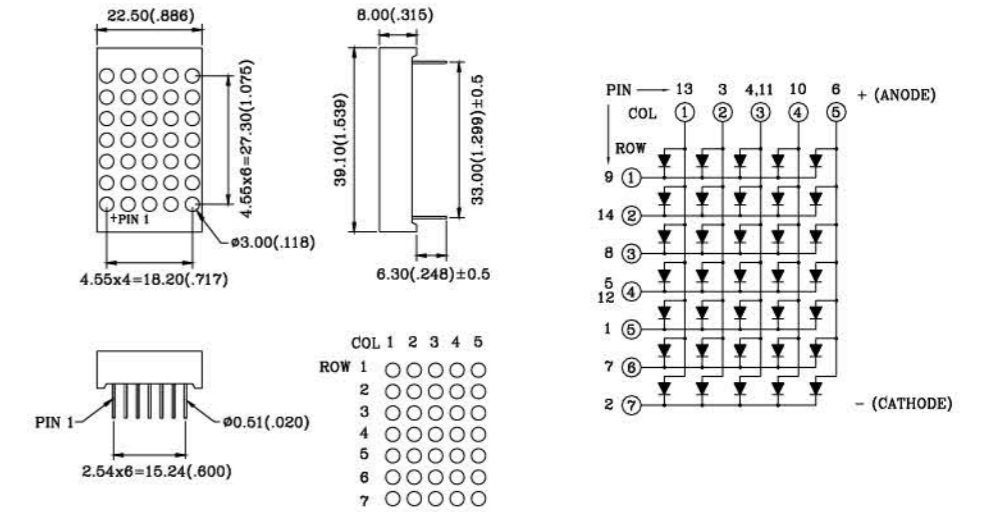 22.50(.886)
8.00(.315)
4.55x6=27.30(1.075)
39.10(1.539)
33.00(1.299)±0.5
+PIN 1
ø3.00(.118)
4.55x4=18.20(.717)
6.30(.248)±0.5
PIN 1
ø0.51(.020)
2.54x6=15.24(.600)
COL 1 2 3 4 5
ROW 1
2
3
4
5
6
7
PIN 13 3 4,11 10 6 + (ANODE)
COL 1 2 3 4 5
ROW
9 1
14 2
8 3
5
12 4
1 5
7 6
2 7 - (CATHODE)